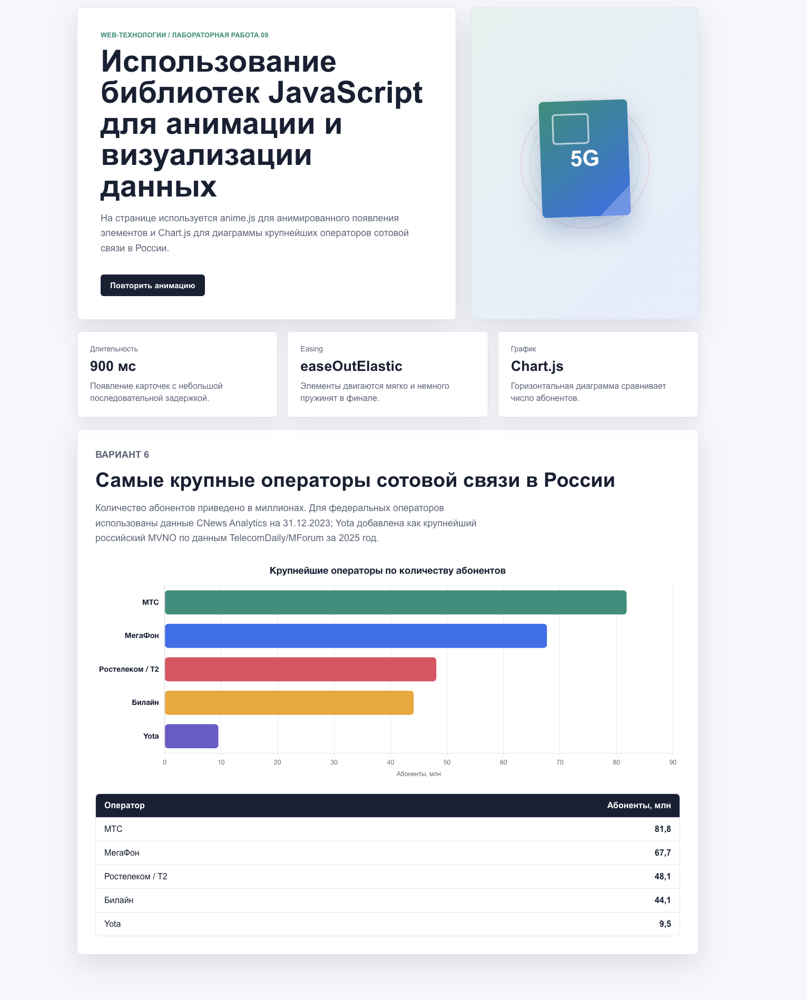 WEB-ТЕХНОЛОГИИ / ЛАБОРАТОРНАЯ РАБОТА 09
Использование
библиотек JavaScript
для анимации и
визуализации
данных
На странице используется anime.js для анимированного появления
элементов и Chart.js для диаграммы крупнейших операторов сотовой
связи в России.
Повторить анимацию
5G
Длительность
900 мс
Появление карточек с небольшой
последовательной задержкой.
Easing
easeOutElastic
Элементы двигаются мягко и немного
пружинят в финале.
График
Chart.js
Горизонтальная диаграмма сравнивает
число абонентов.
ВАРИАНТ 6
Самые крупные операторы сотовой связи в России
Количество абонентов приведено в миллионах. Для федеральных операторов
использованы данные CNews Analytics на 31.12.2023; Yota добавлена как крупнейший
российский MVNO по данным TelecomDaily/MForum за 2025 год.
Крупнейшие операторы по количеству абонентов
МТС
МегаФон
Ростелеком / Т2
Билайн
Yota
0 10 20 30 40 50 60 70 80 90
Абоненты, млн
Оператор Абоненты, млн
МТС 81,8
МегаФон 67,7
Ростелеком / Т2 48,1
Билайн 44,1
Yota 9,5